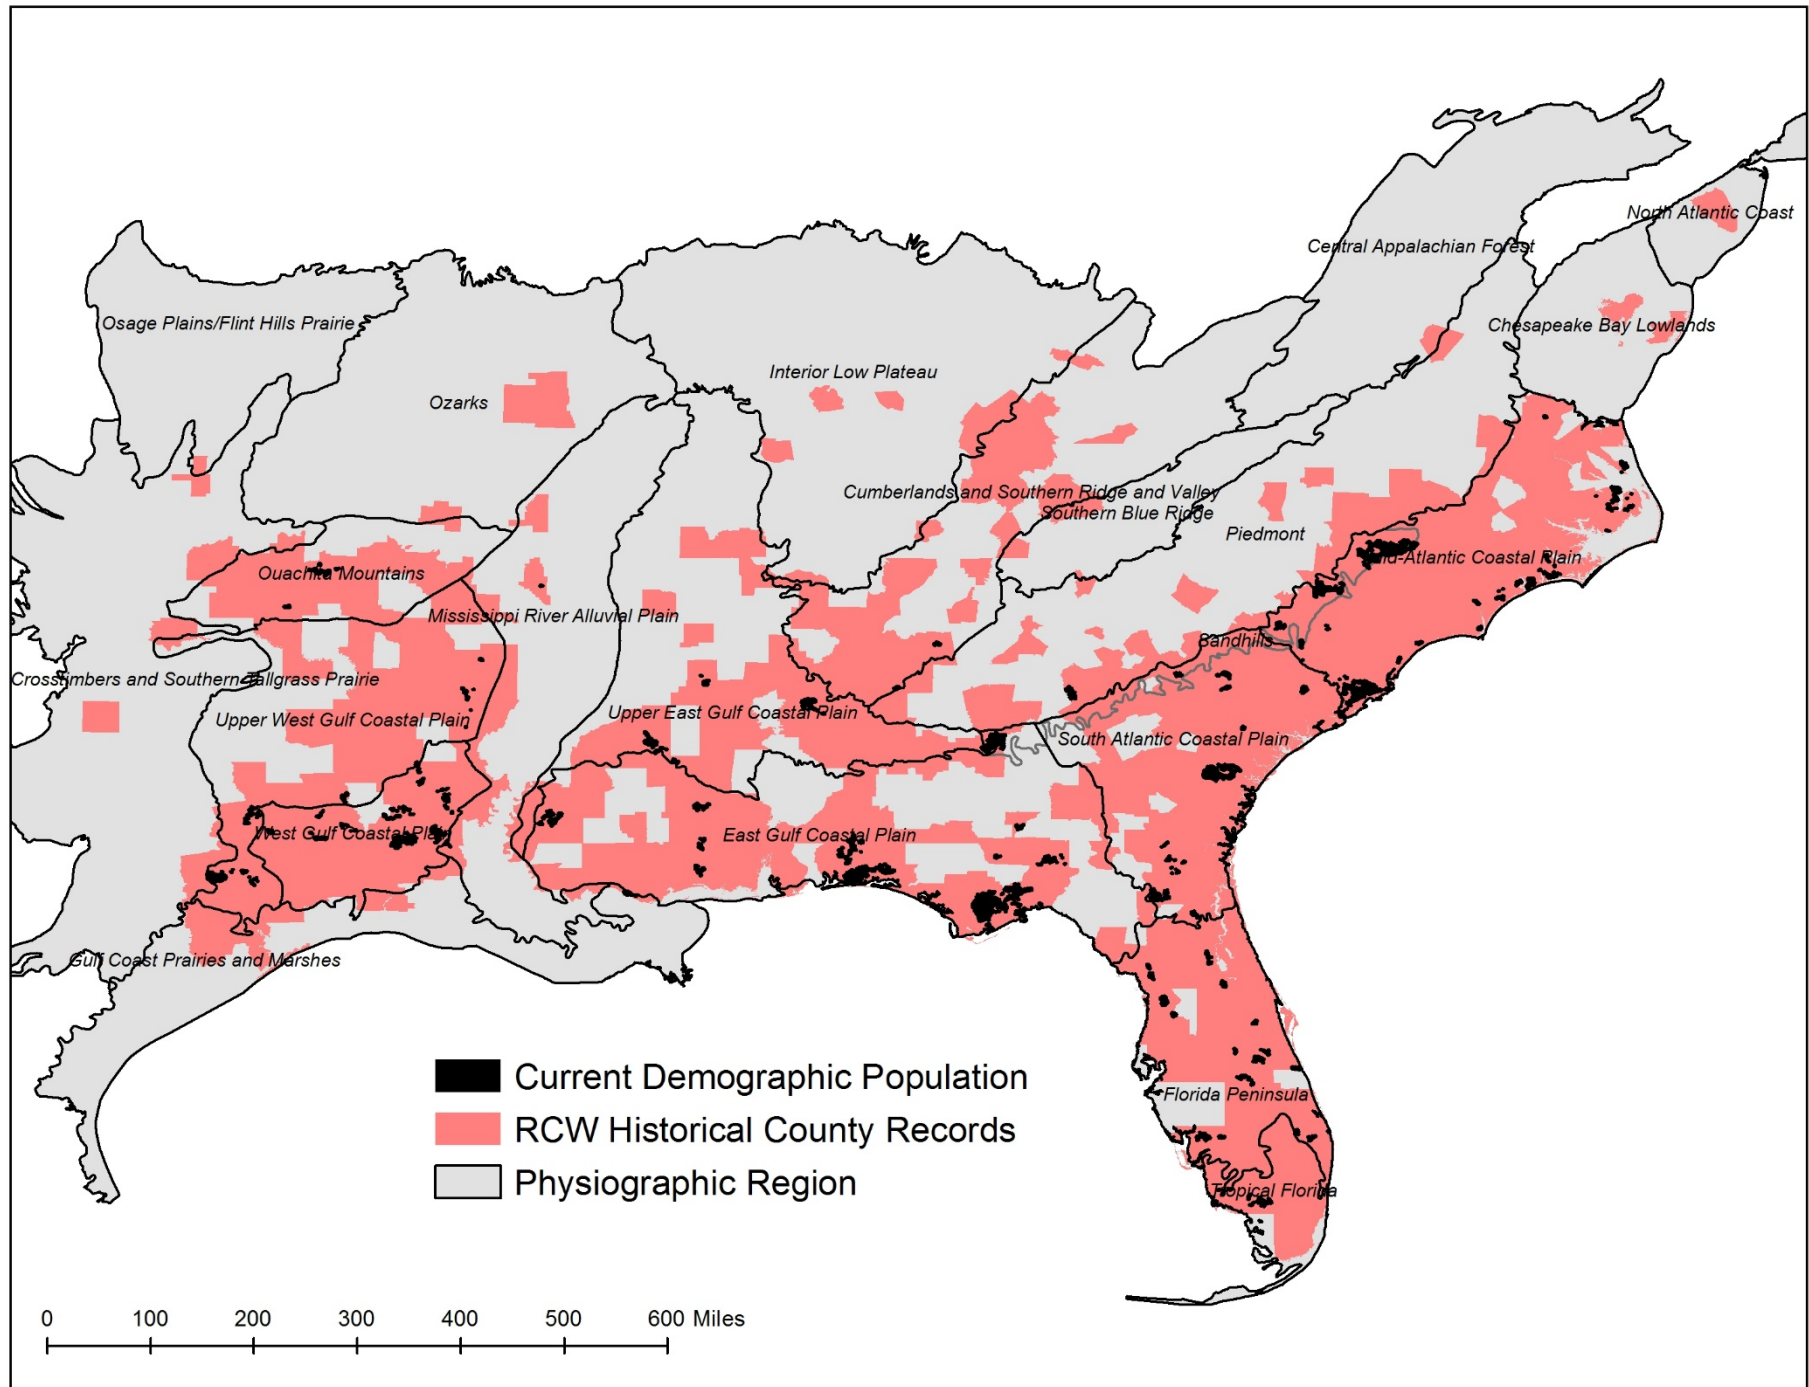 North Atlantic Coast
Central Appalachian Forest
Osage Plains/Flint Hills Prairie
Chesapeake Bay Lowlands
Interior Low Plateau
Ozarks
Cumberlands and Southern Ridge and Valley
Southern Blue Ridge
Piedmont
Mid-Atlantic Coastal Plain
Ouachita Mountains
Mississippi River Alluvial Plain
Sandhills
Crosstimbers and Southern Tallgrass Prairie
Upper West Gulf Coastal Plain
Upper East Gulf Coastal Plain
South Atlantic Coastal Plain
West Gulf Coastal Plain
East Gulf Coastal Plain
Gulf Coast Prairies and Marshes
Current Demographic Population
RCW Historical County Records
Physiographic Region
Florida Peninsula
Tropical Florida
0 100 200 300 400 500 600 Miles